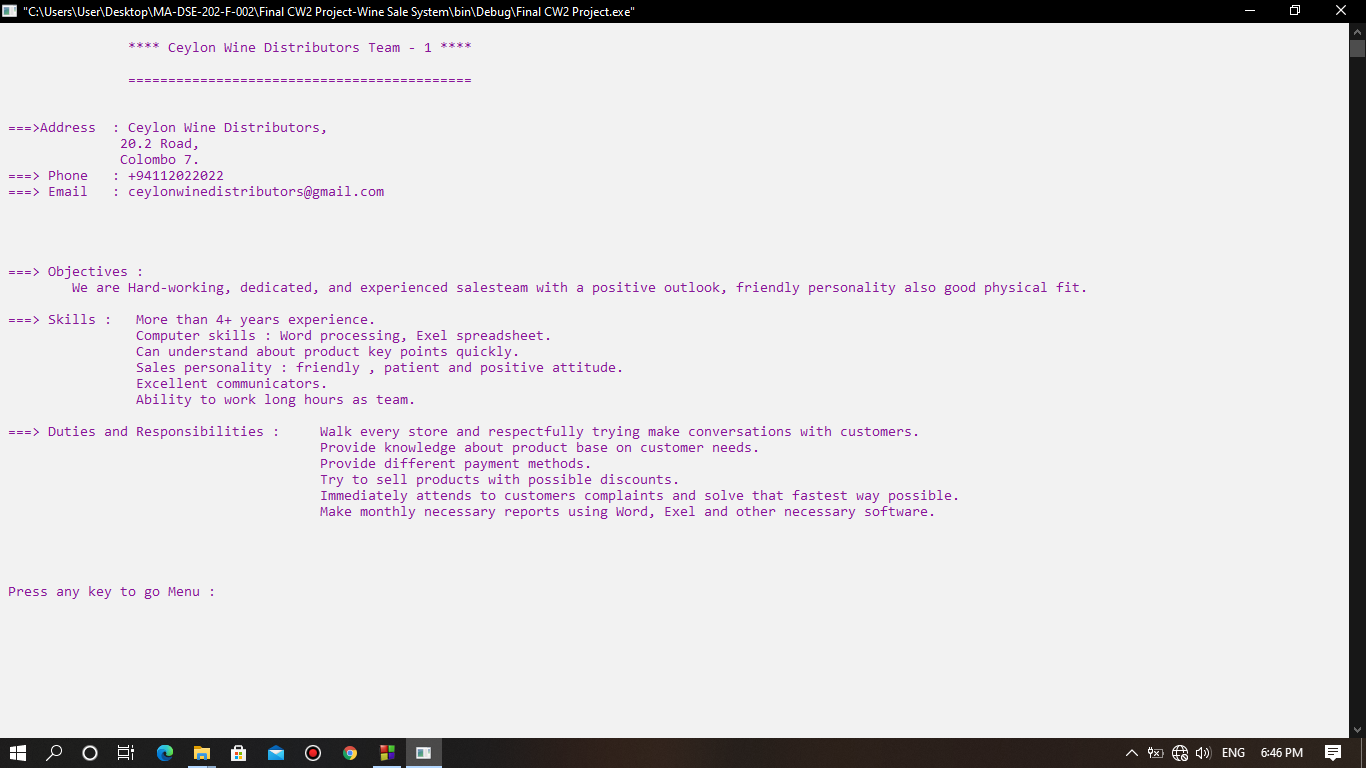 "C:\Users\User\Desktop\MA-DSE-202-F-002\Final CW2 Project-Wine Sale System\bin\Debug\Final CW2 Project.exe"
**** Ceylon Wine Distributors Team - 1 ****
===========================================
===>Address  : Ceylon Wine Distributors,
20.2 Road,
Colombo 7.
===> Phone   : +94112022022
===> Email   : ceylonwinedistributors@gmail.com
===> Objectives :
We are Hard-working, dedicated, and experienced salesteam with a positive outlook, friendly personality also good physical fit.
===> Skills :   More than 4+ years experience.
Computer skills : Word processing, Exel spreadsheet.
Can understand about product key points quickly.
Sales personality : friendly , patient and positive attitude.
Excellent communicators.
Ability to work long hours as team.
===> Duties and Responsibilities :     Walk every store and respectfully trying make conversations with customers.
Provide knowledge about product base on customer needs.
Provide different payment methods.
Try to sell products with possible discounts.
Immediately attends to customers complaints and solve that fastest way possible.
Make monthly necessary reports using Word, Exel and other necessary software.
Press any key to go Menu :
ENG
6:46 PM